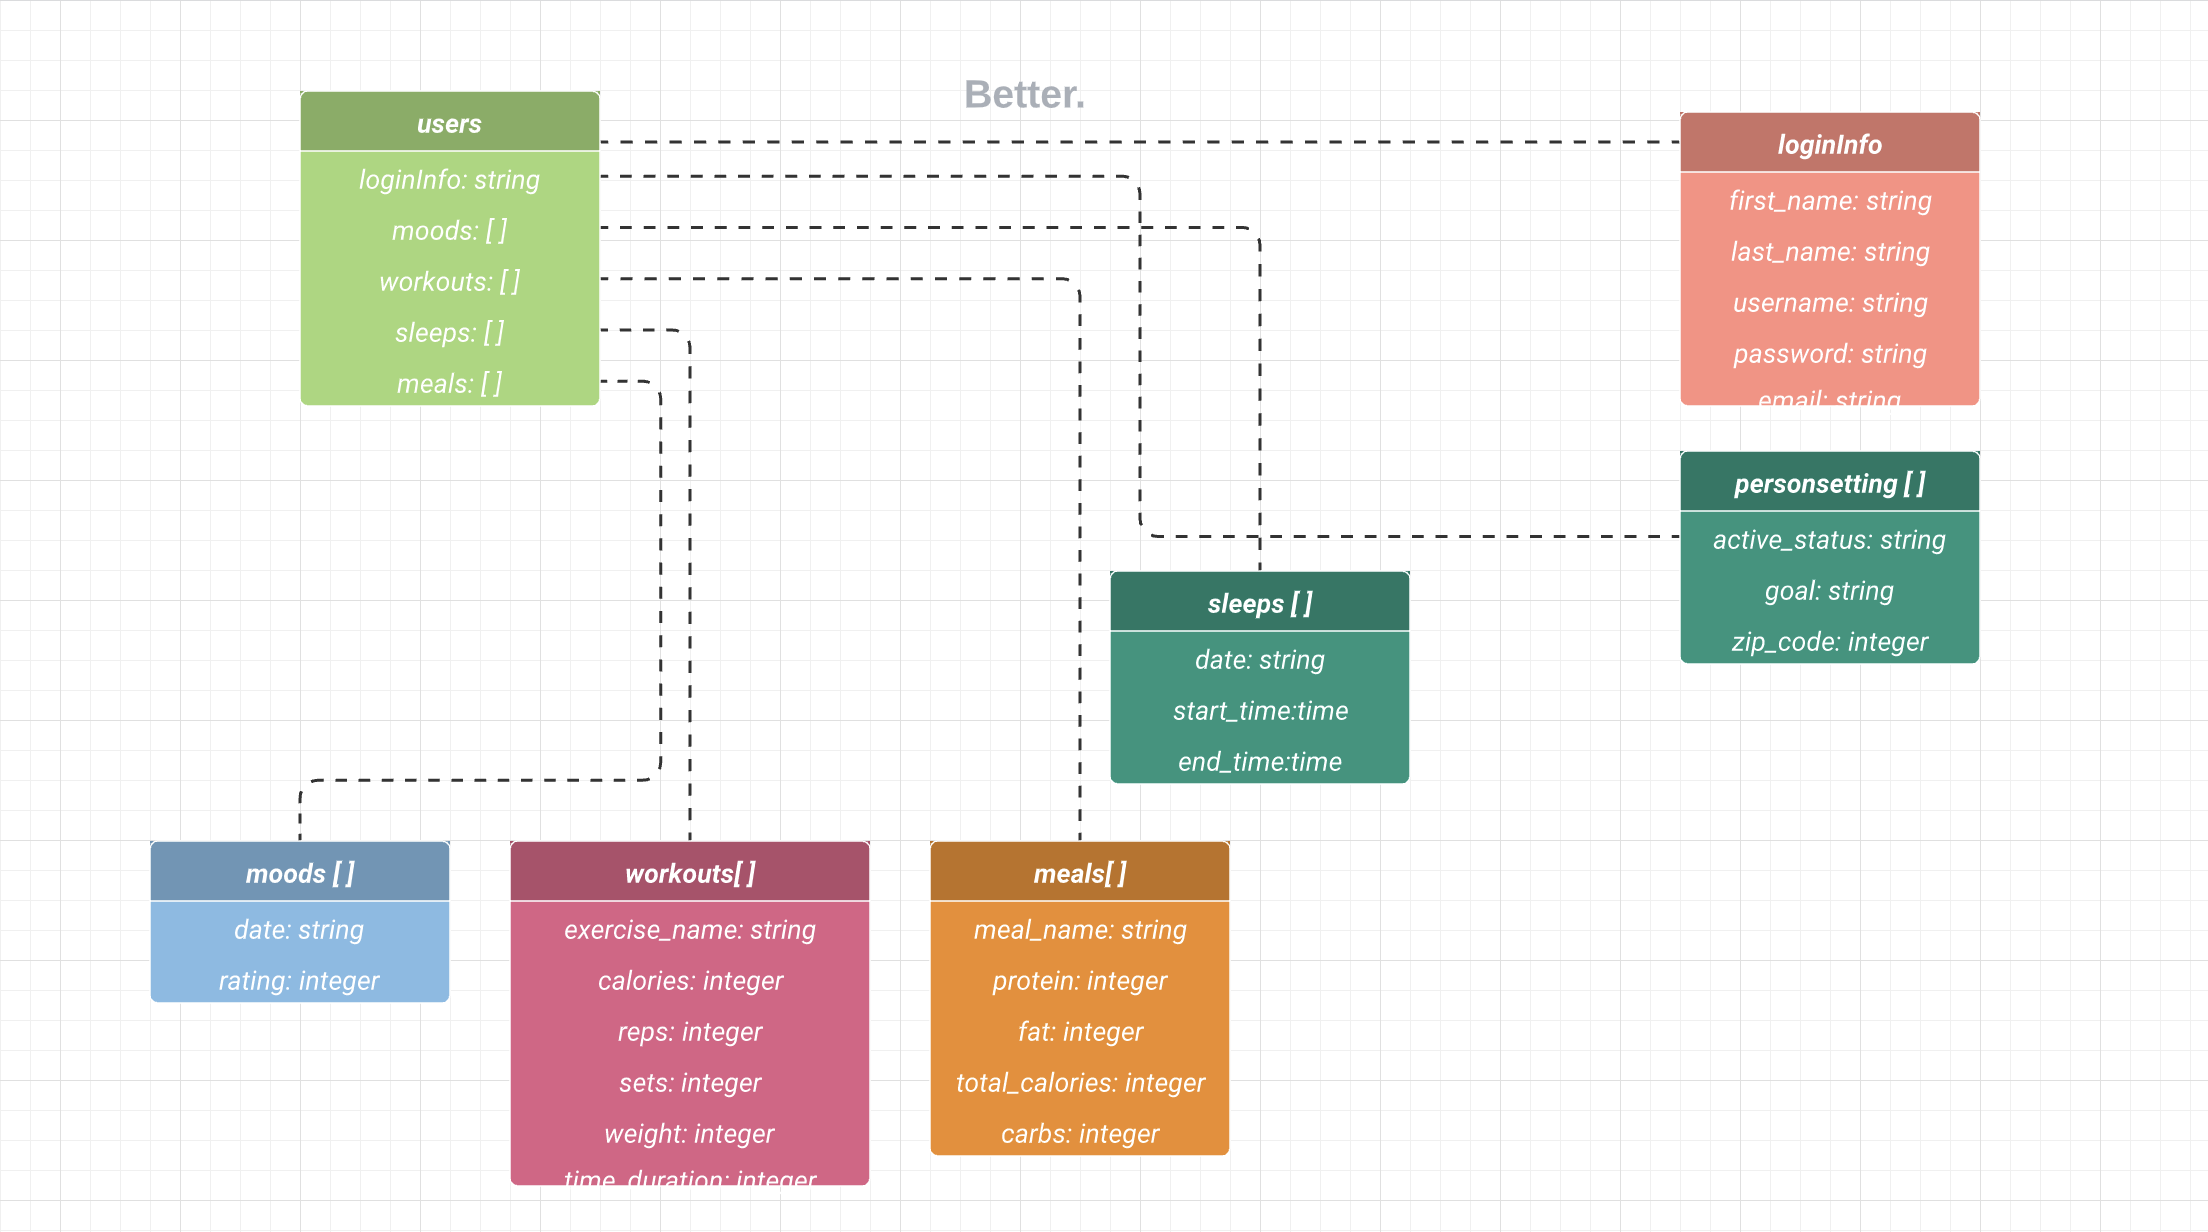 Better.
users
loginInfo: string
moods: [ ]
workouts: [ ]
sleeps: [ ]
meals: [ ]
loginInfo
first_name: string
last_name: string
username: string
password: string
email: string
personsetting [ ]
active_status: string
goal: string
zip_code: integer
sleeps [ ]
date: string
start_time:time
end_time:time
moods [ ]
date: string
rating: integer
workouts[ ]
exercise_name: string
calories: integer
reps: integer
sets: integer
weight: integer
time_duration: integer
meals[ ]
meal_name: string
protein: integer
fat: integer
total_calories: integer
carbs: integer